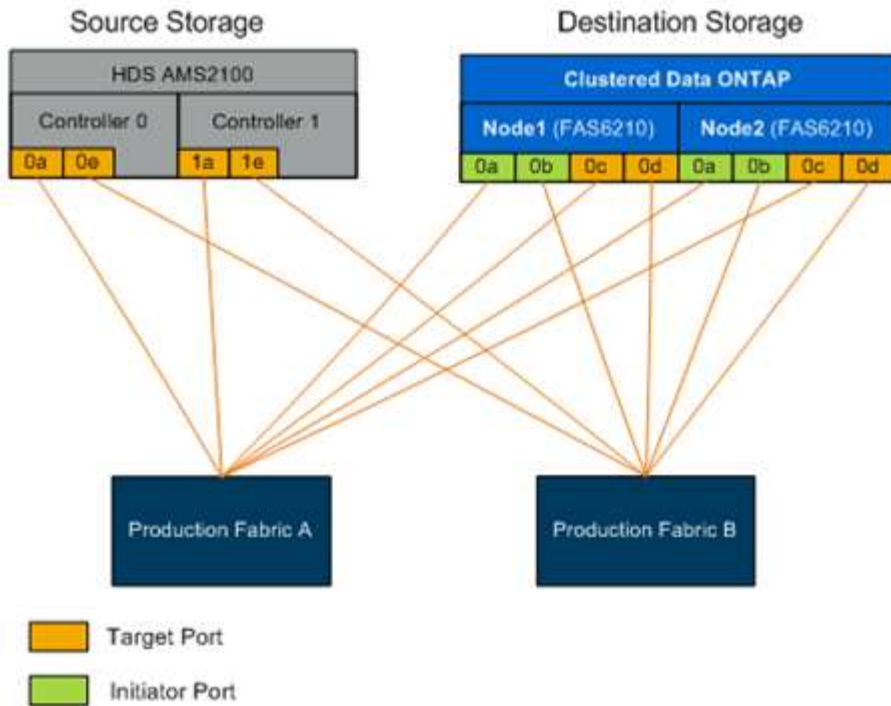 Source Storage
Destination Storage
HDS AMS2100
Controller 0
Controller 1
0a 0e 1a 1e
Clustered Data ONTAP
Node1 (FAS6210)
Node2 (FAS6210)
0a 0b 0c 0d 0a 0b 0c 0d
Production Fabric A
Production Fabric B
Target Port
Initiator Port